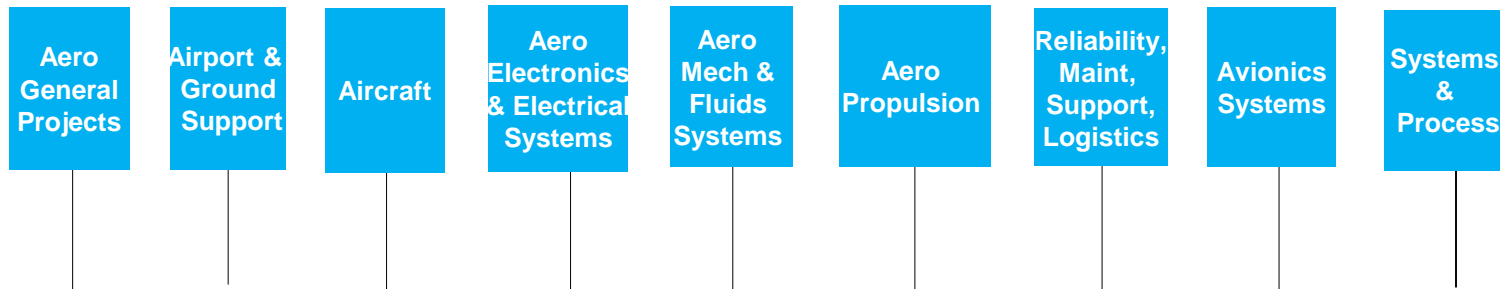 Aero
General
Projects
Airport &
Ground
Support
Aircraft
Aero
Electronics
& Electrical
Systems
Aero
Mech &
Fluids
Systems
Aero
Propulsion
Reliability,
Maint,
Support,
Logistics
Avionics
Systems
Systems
&
Process